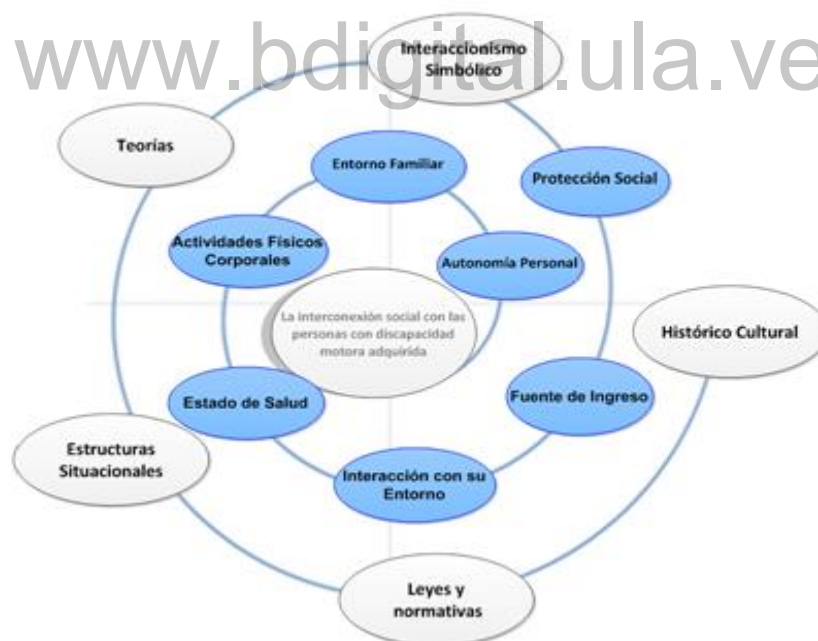 www.bdigital.ula.ve
Interaccionismo
Simbólico
Teorías
Entorno Familiar
Protección Social
Actividades Físicos
Corporales
Autonomía Personal
La interconexión social con las
personas con discapacidad
motora adquirida
Histórico Cultural
Estado de Salud
Fuente de Ingreso
Estructuras
Situacionales
Interacción con su
Entorno
Leyes y
normativas